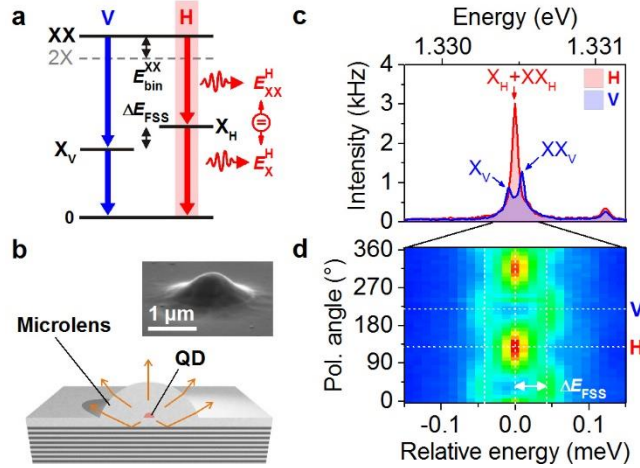 a
V
H
XX
2X
E_bin^XX
E_XX^H
ΔE_FSS
=
X_V
X_H
E_X^H
0
b
1 µm
Microlens
QD
c
Energy (eV)
1.330
1.331
Intensity (kHz)
4
3
2
1
0
X_H+XX_H
H
V
X_V
XX_V
d
Pol. angle (°)
360
270
180
90
0
V
H
ΔE_FSS
-0.1
0.0
0.1
Relative energy (meV)